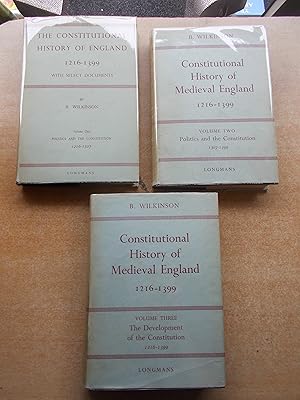 THE CONSTITUTIONAL
HISTORY OF ENGLAND
1216-1399
WITH SELECT DOCUMENTS
BY
B. WILKINSON
Volume One
POLITICS AND THE CONSTITUTION
1216-1307
LONGMANS
B. WILKINSON
Constitutional
History of
Medieval England
1216-1399
VOLUME TWO
Politics and the Constitution
1307-1399
LONGMANS
B. WILKINSON
Constitutional
History of
Medieval England
1216-1399
VOLUME THREE
The Development
of the Constitution
1216-1399
LONGMANS